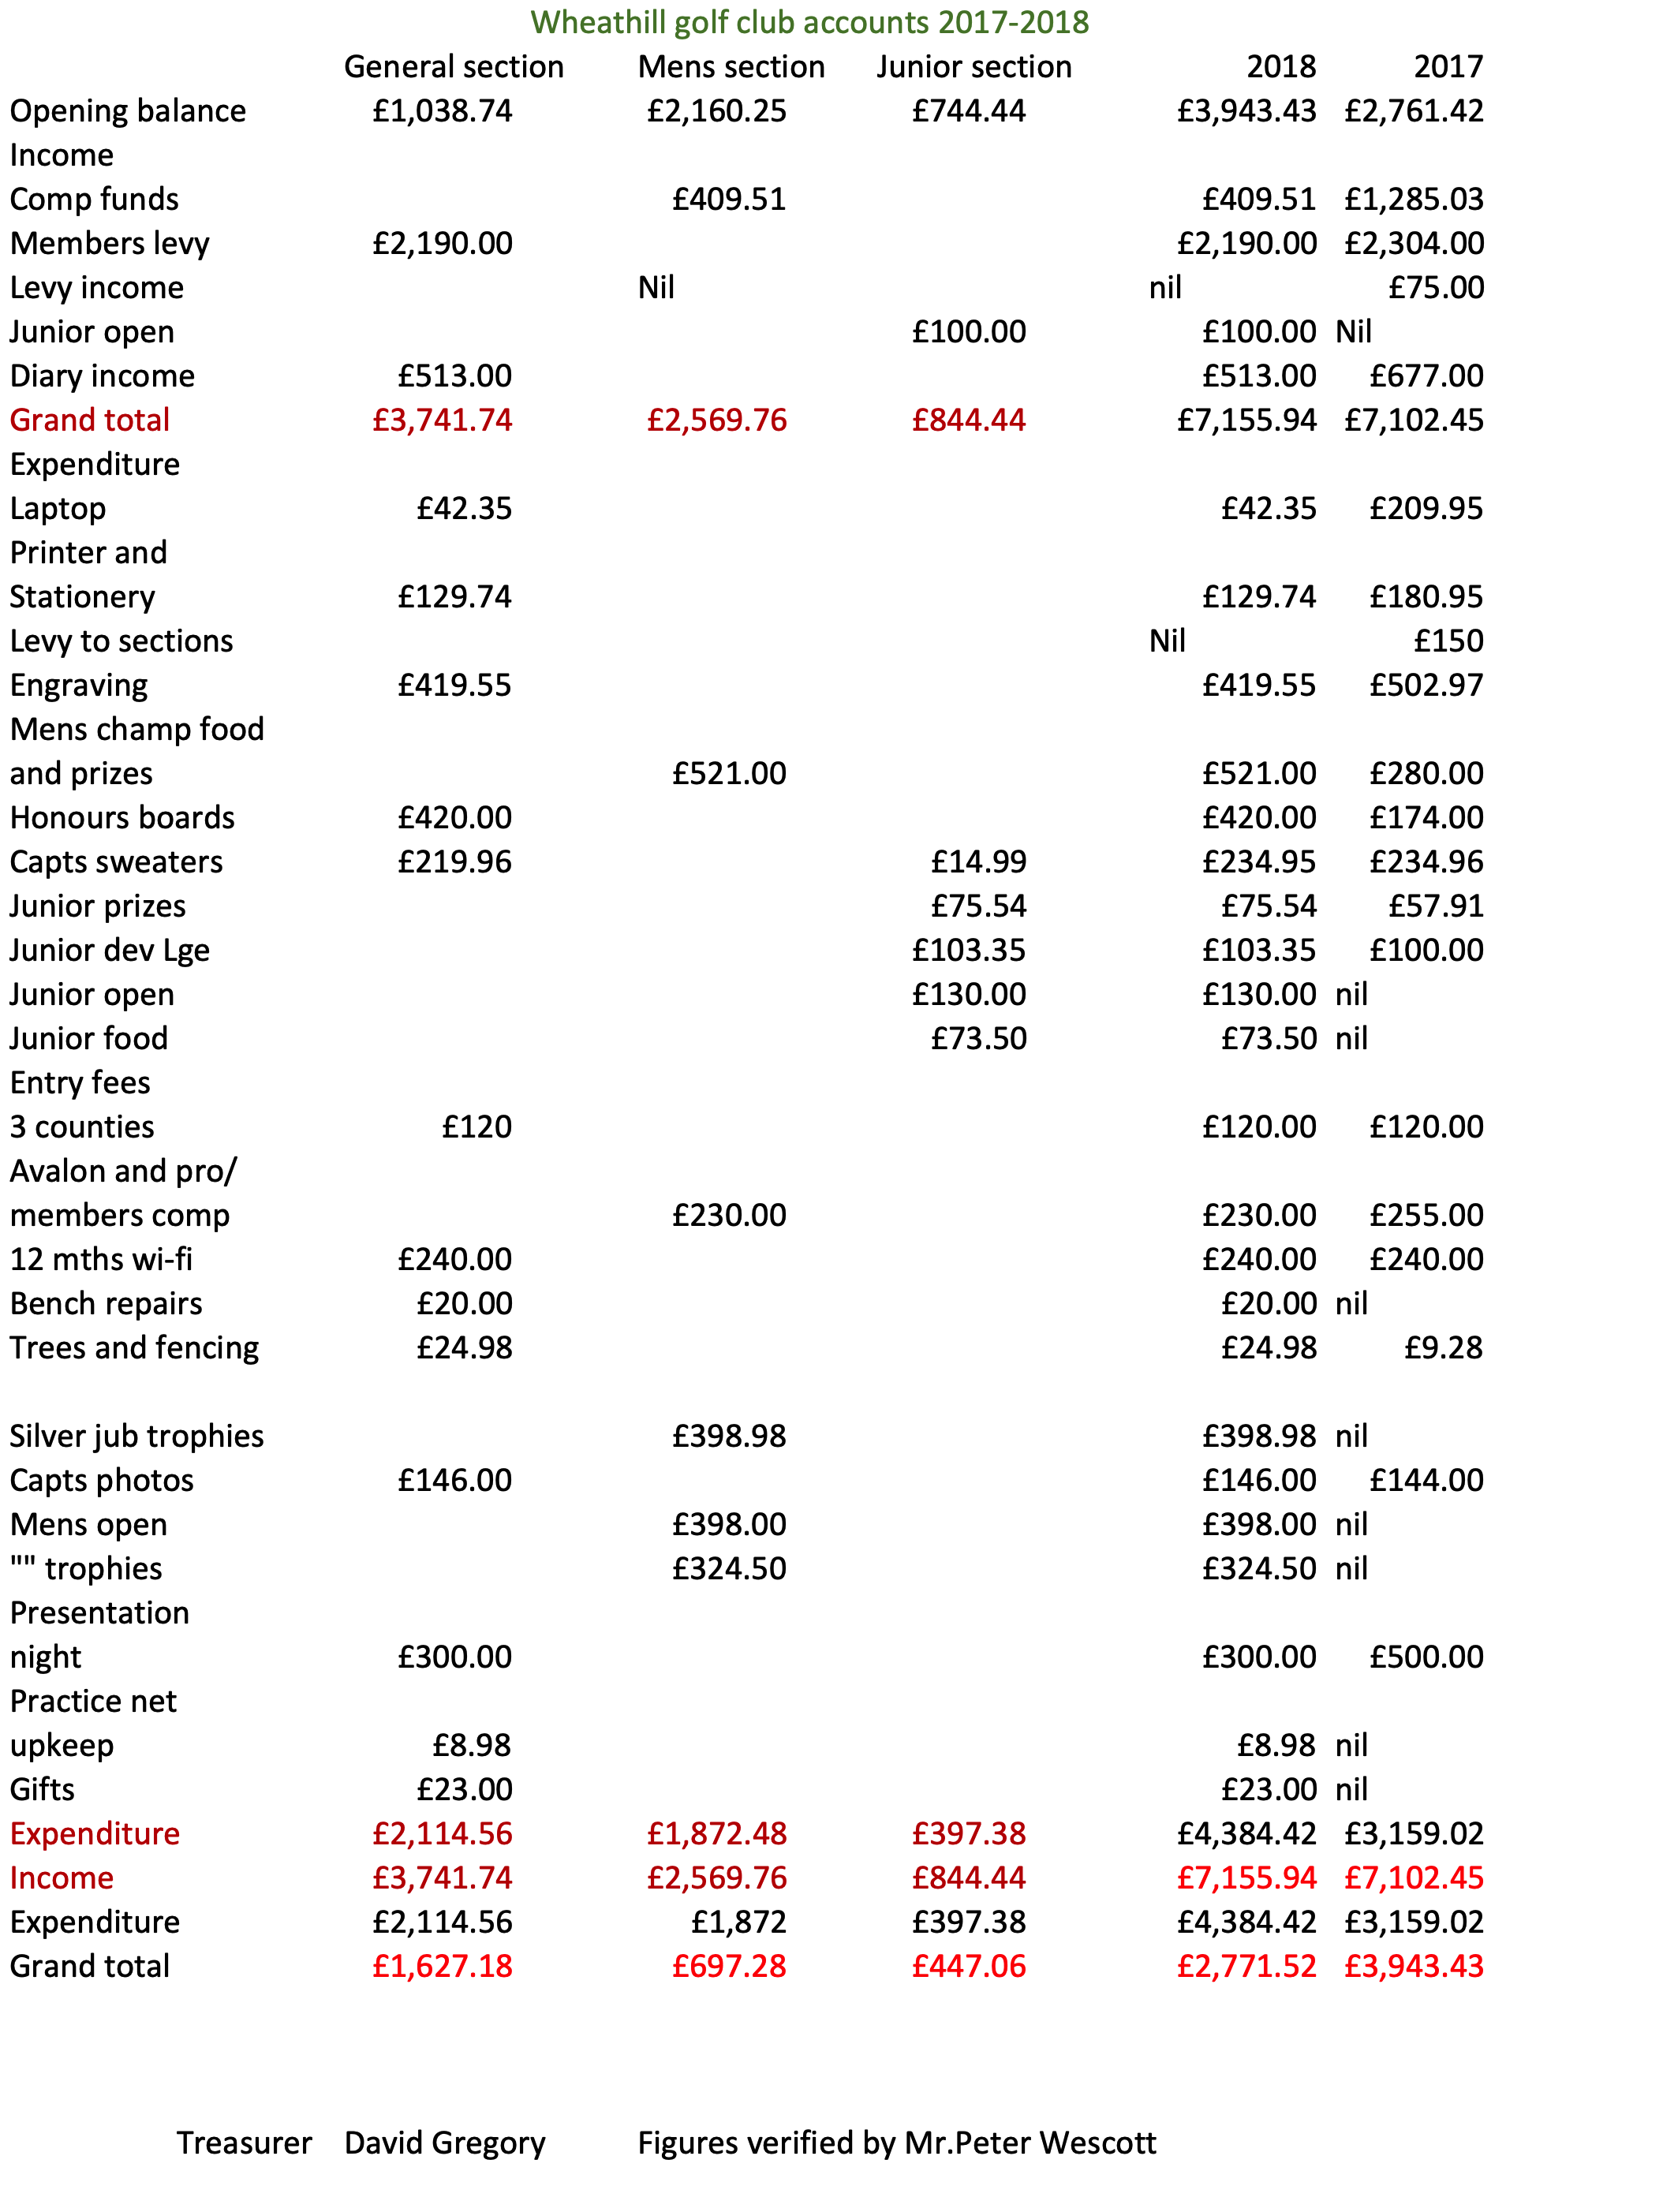 Wheathill golf club accounts 2017-2018
General section Mens section Junior section 2018 2017
Opening balance £1,038.74 £2,160.25 £744.44 £3,943.43 £2,761.42
Income
Comp funds £409.51 £409.51 £1,285.03
Members levy £2,190.00 £2,190.00 £2,304.00
Levy income Nil nil £75.00
Junior open £100.00 £100.00 Nil
Diary income £513.00 £513.00 £677.00
Grand total £3,741.74 £2,569.76 £844.44 £7,155.94 £7,102.45
Expenditure
Laptop £42.35 £42.35 £209.95
Printer and
Stationery £129.74 £129.74 £180.95
Levy to sections Nil £150
Engraving £419.55 £419.55 £502.97
Mens champ food
and prizes £521.00 £521.00 £280.00
Honours boards £420.00 £420.00 £174.00
Capts sweaters £219.96 £14.99 £234.95 £234.96
Junior prizes £75.54 £75.54 £57.91
Junior dev Lge £103.35 £103.35 £100.00
Junior open £130.00 £130.00 nil
Junior food £73.50 £73.50 nil
Entry fees
3 counties £120 £120.00 £120.00
Avalon and pro/
members comp £230.00 £230.00 £255.00
12 mths wi-fi £240.00 £240.00 £240.00
Bench repairs £20.00 £20.00 nil
Trees and fencing £24.98 £24.98 £9.28
Silver jub trophies £398.98 £398.98 nil
Capts photos £146.00 £146.00 £144.00
Mens open £398.00 £398.00 nil
"" trophies £324.50 £324.50 nil
Presentation
night £300.00 £300.00 £500.00
Practice net
upkeep £8.98 £8.98 nil
Gifts £23.00 £23.00 nil
Expenditure £2,114.56 £1,872.48 £397.38 £4,384.42 £3,159.02
Income £3,741.74 £2,569.76 £844.44 £7,155.94 £7,102.45
Expenditure £2,114.56 £1,872 £397.38 £4,384.42 £3,159.02
Grand total £1,627.18 £697.28 £447.06 £2,771.52 £3,943.43
Treasurer David Gregory Figures verified by Mr.Peter Wescott